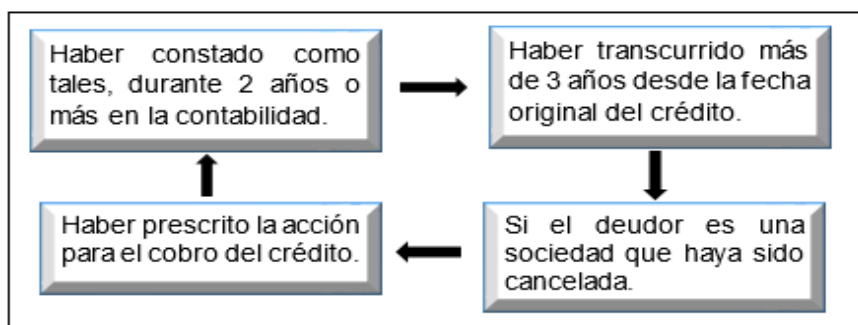 Haber constado como
tales, durante 2 años o
más en la contabilidad.
Haber transcurrido más
de 3 años desde la fecha
original del crédito.
Si el deudor es una
sociedad que haya sido
cancelada.
Haber prescrito la acción
para el cobro del crédito.